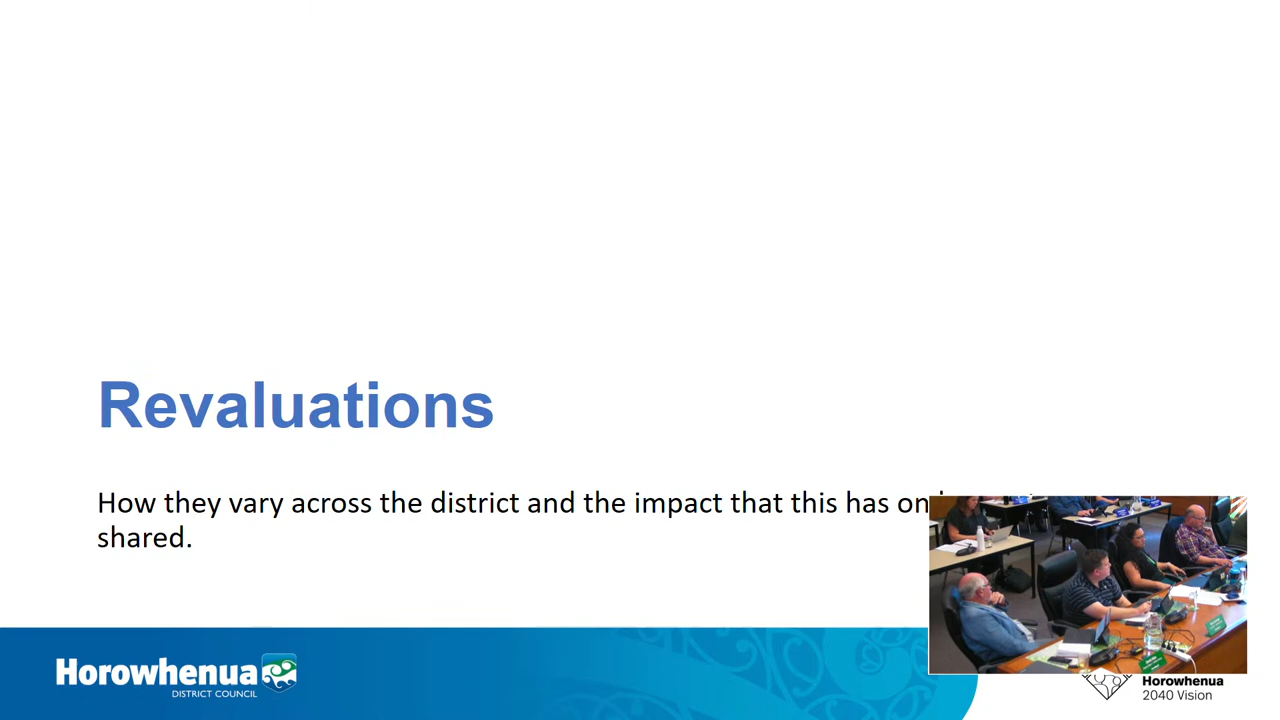 Revaluations
How they vary across the district and the impact that this has on
shared.
Horowhenua
DISTRICT COUNCIL
Horowhenua
2040 Vision